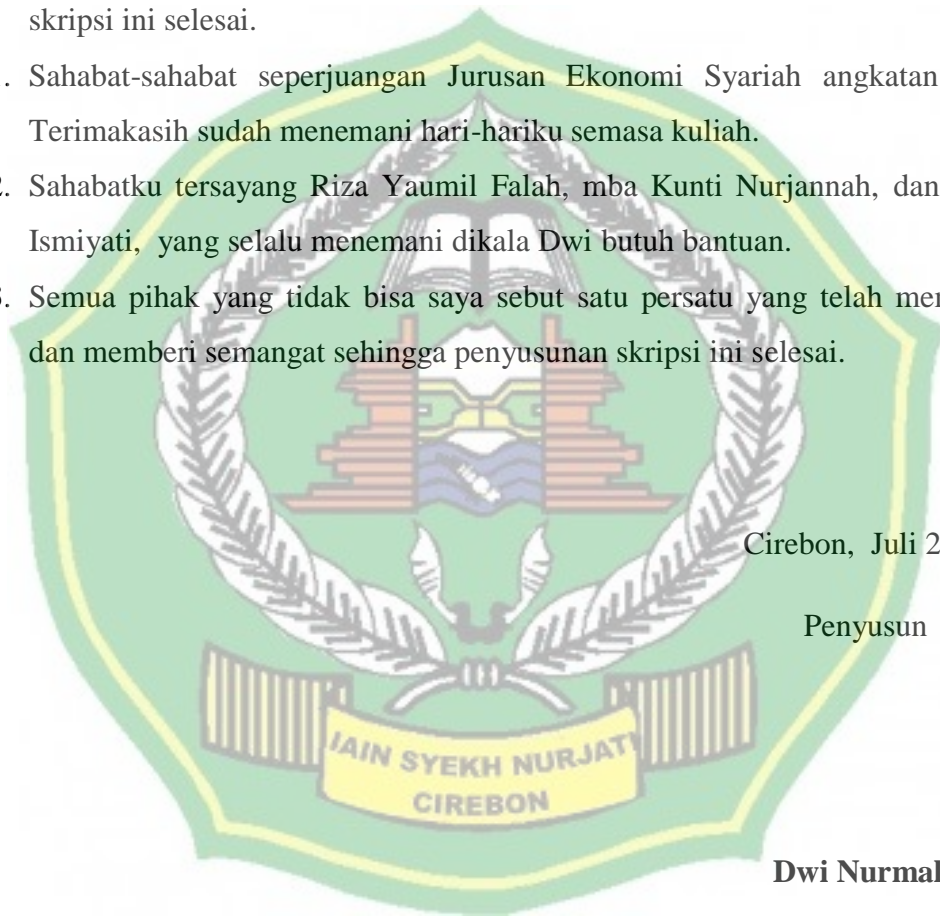 skripsi ini selesai.
. Sahabat-sahabat seperjuangan Jurusan Ekonomi Syariah angkatan
Terimakasih sudah menemani hari-hariku semasa kuliah.
2. Sahabatku tersayang Riza Yaumil Falah, mba Kunti Nurjannah, dan
Ismiyati, yang selalu menemani dikala Dwi butuh bantuan.
3. Semua pihak yang tidak bisa saya sebut satu persatu yang telah
dan memberi semangat sehingga penyusunan skripsi ini selesai.
Cirebon, Juli 2
Penyusun
Dwi
IAIN SYEKH NURJATI
CIREBON